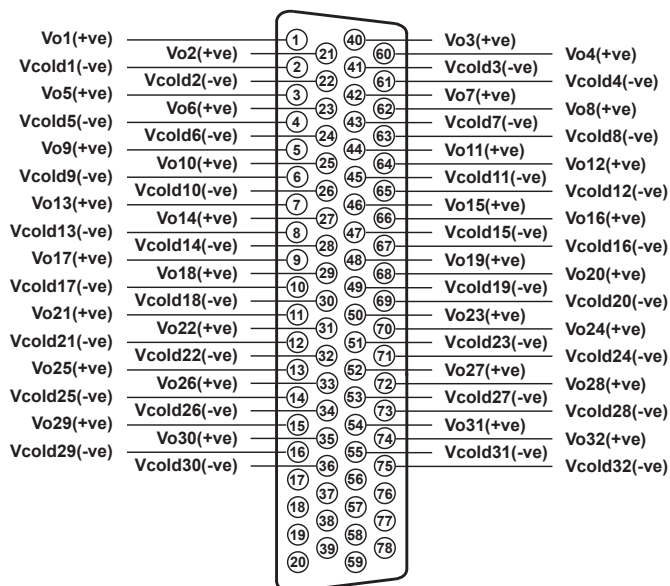 Vo1(+ve) 1 40 Vo3(+ve)
Vo2(+ve) 21 60 Vo4(+ve)
Vcold1(-ve) 2 41 Vcold3(-ve)
Vcold2(-ve) 22 61 Vcold4(-ve)
Vo5(+ve) 3 42 Vo7(+ve)
Vo6(+ve) 23 62 Vo8(+ve)
Vcold5(-ve) 4 43 Vcold7(-ve)
Vcold6(-ve) 24 63 Vcold8(-ve)
Vo9(+ve) 5 44 Vo11(+ve)
Vo10(+ve) 25 64 Vo12(+ve)
Vcold9(-ve) 6 45 Vcold11(-ve)
Vcold10(-ve) 26 65 Vcold12(-ve)
Vo13(+ve) 7 46 Vo15(+ve)
Vo14(+ve) 27 66 Vo16(+ve)
Vcold13(-ve) 8 47 Vcold15(-ve)
Vcold14(-ve) 28 67 Vcold16(-ve)
Vo17(+ve) 9 48 Vo19(+ve)
Vo18(+ve) 29 68 Vo20(+ve)
Vcold17(-ve) 10 49 Vcold19(-ve)
Vcold18(-ve) 30 69 Vcold20(-ve)
Vo21(+ve) 11 50 Vo23(+ve)
Vo22(+ve) 31 70 Vo24(+ve)
Vcold21(-ve) 12 51 Vcold23(-ve)
Vcold22(-ve) 32 71 Vcold24(-ve)
Vo25(+ve) 13 52 Vo27(+ve)
Vo26(+ve) 33 72 Vo28(+ve)
Vcold25(-ve) 14 53 Vcold27(-ve)
Vcold26(-ve) 34 73 Vcold28(-ve)
Vo29(+ve) 15 54 Vo31(+ve)
Vo30(+ve) 35 74 Vo32(+ve)
Vcold29(-ve) 16 55 Vcold31(-ve)
Vcold30(-ve) 36 75 Vcold32(-ve)
17 56
37 76
18 57
38 77
19 58
39 78
20 59